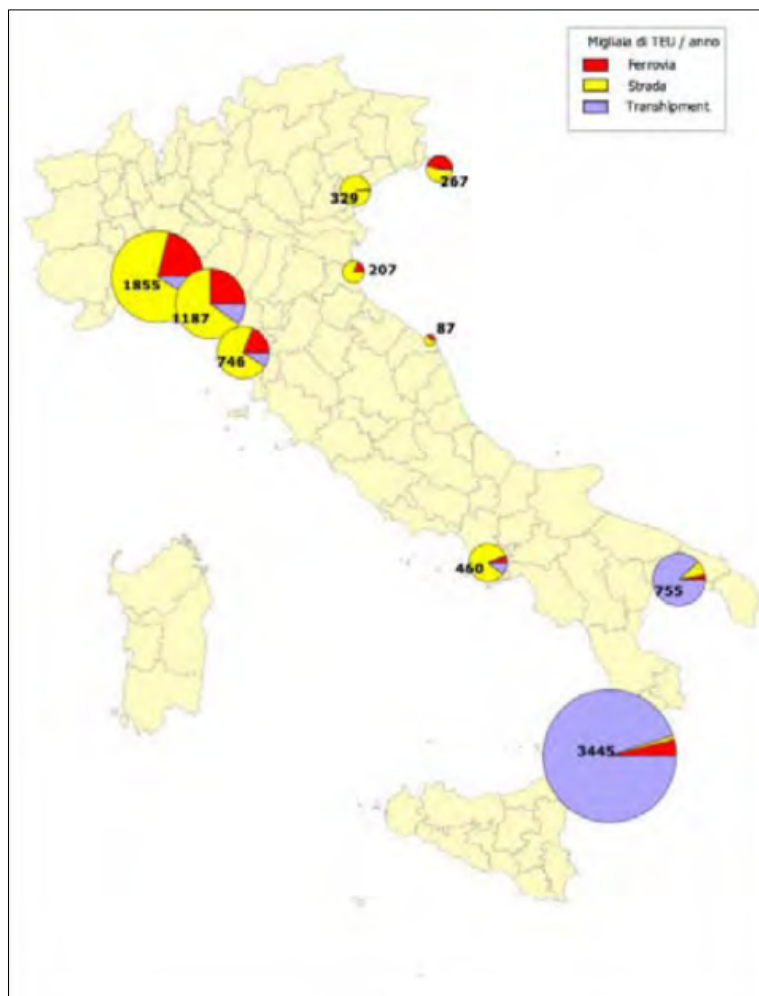 Migliaia di TEU / anno
Ferrovia
Strada
Transhipment
267
329
207
1855
1187
87
746
460
755
3445